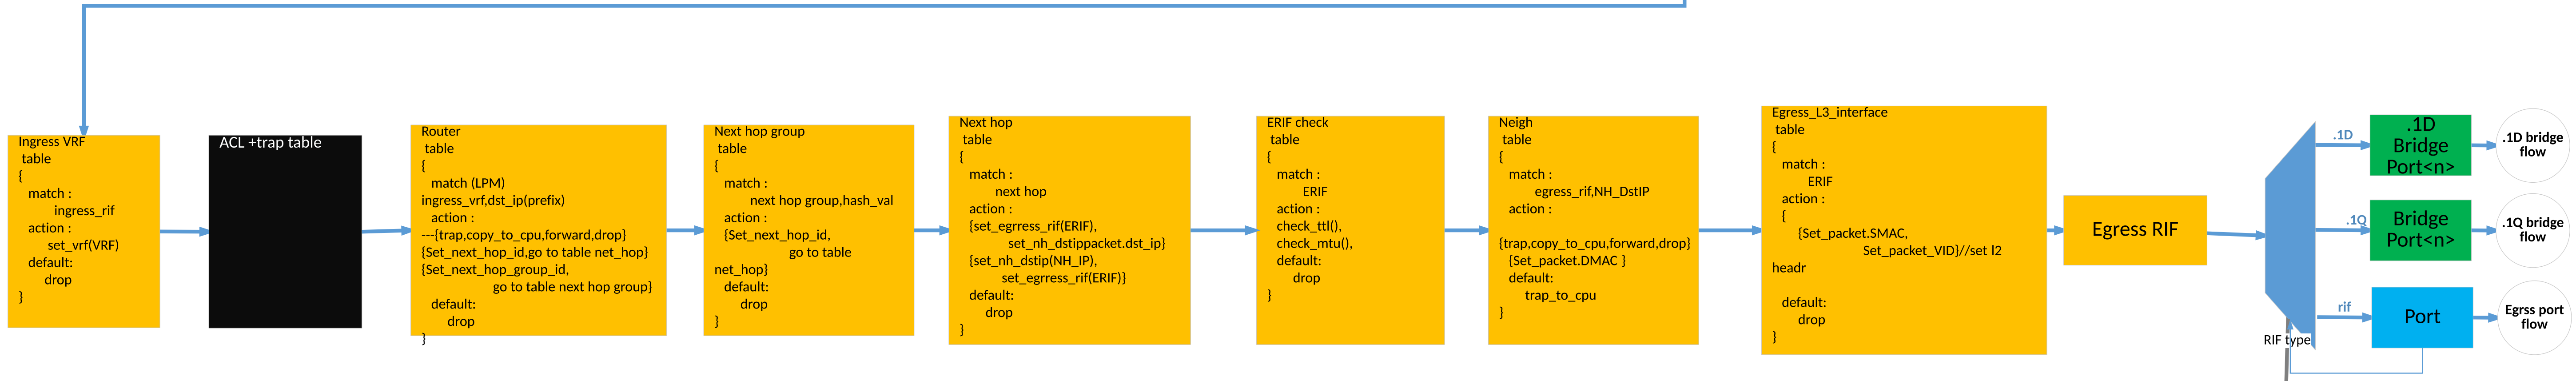 Ingress VRF
table
{
match :
ingress_rif
action :
set_vrf(VRF)
default:
drop
}
ACL +trap table
Router
table
{
match (LPM)
ingress_vrf,dst_ip(prefix)
action :
---{trap,copy_to_cpu,forward,drop}
{Set_next_hop_id,go to table net_hop}
{Set_next_hop_group_id,
go to table next hop group}
default:
drop
}
Next hop group
table
{
match :
next hop group,hash_val
action :
{Set_next_hop_id,
go to table
net_hop}
default:
drop
}
Next hop
table
{
match :
next hop
action :
{set_egrress_rif(ERIF),
set_nh_dstippacket.dst_ip}
{set_nh_dstip(NH_IP),
set_egrress_rif(ERIF)}
default:
drop
}
ERIF check
table
{
match :
ERIF
action :
check_ttl(),
check_mtu(),
default:
drop
}
Neigh
table
{
match :
egress_rif,NH_DstIP
action :
{trap,copy_to_cpu,forward,drop}
{Set_packet.DMAC }
default:
trap_to_cpu
}
Egress_L3_interface
table
{
match :
ERIF
action :
{
{Set_packet.SMAC,
Set_packet_VID}//set l2
headr
default:
drop
}
Egress RIF
RIF type
.1D
.1D
Bridge
Port<n>
.1D bridge
flow
.1Q
Bridge
Port<n>
.1Q bridge
flow
rif
Port
Egrss port
flow